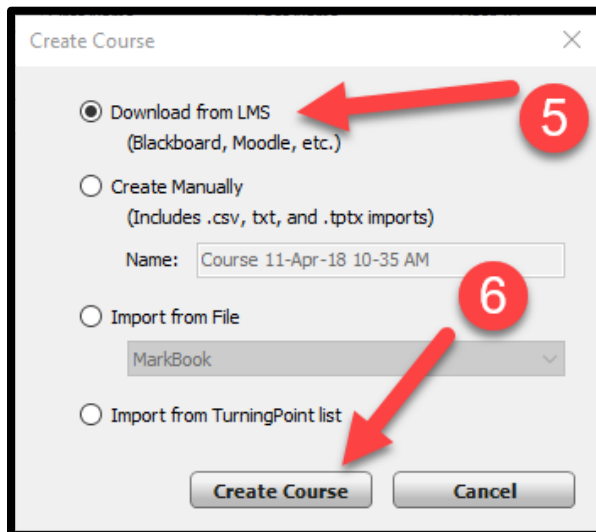 Create Course
Download from LMS
(Blackboard, Moodle, etc.)
5
Create Manually
(Includes .csv, txt, and .tptx imports)
Name: Course 11-Apr-18 10-35 AM
6
Import from File
MarkBook
Import from TurningPoint list
Create Course Cancel